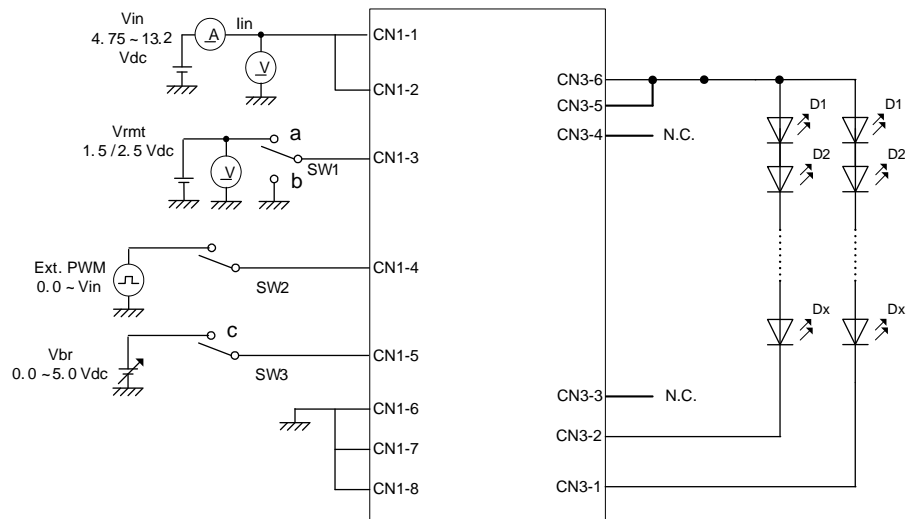 Vin
4.75~13.2
Vdc
A
Iin
V
CN1-1
CN1-2
Vrmt
1.5/2.5 Vdc
V
a
b
SW1
CN1-3
Ext. PWM
0.0~Vin
SW2
CN1-4
Vbr
0.0~5.0 Vdc
c
SW3
CN1-5
CN1-6
CN1-7
CN1-8
CN3-6
CN3-5
CN3-4
N.C.
D1
D1
D2
D2
Dx
Dx
CN3-3
N.C.
CN3-2
CN3-1